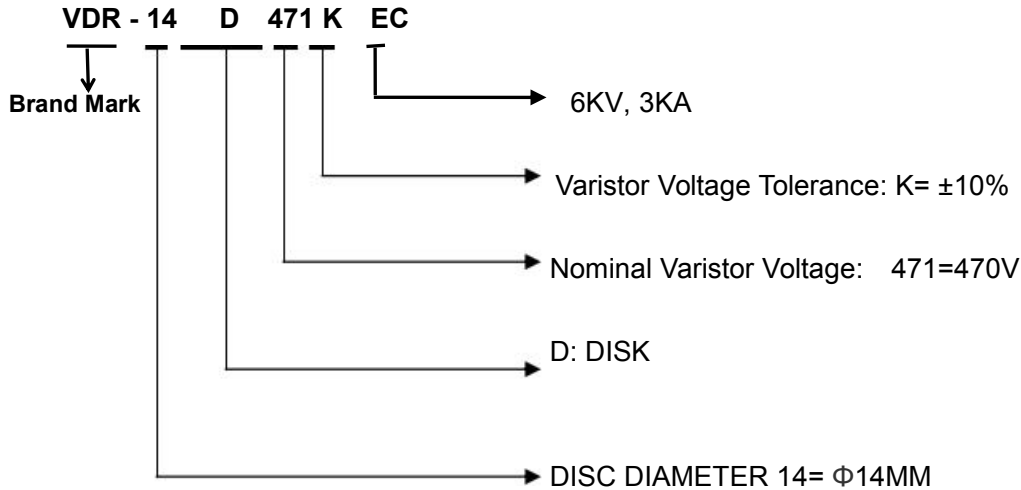 VDR - 14 D 471 K EC
Brand Mark
6KV, 3KA
Varistor Voltage Tolerance: K= ±10%
Nominal Varistor Voltage: 471=470V
D: DISK
DISC DIAMETER 14= Φ14MM